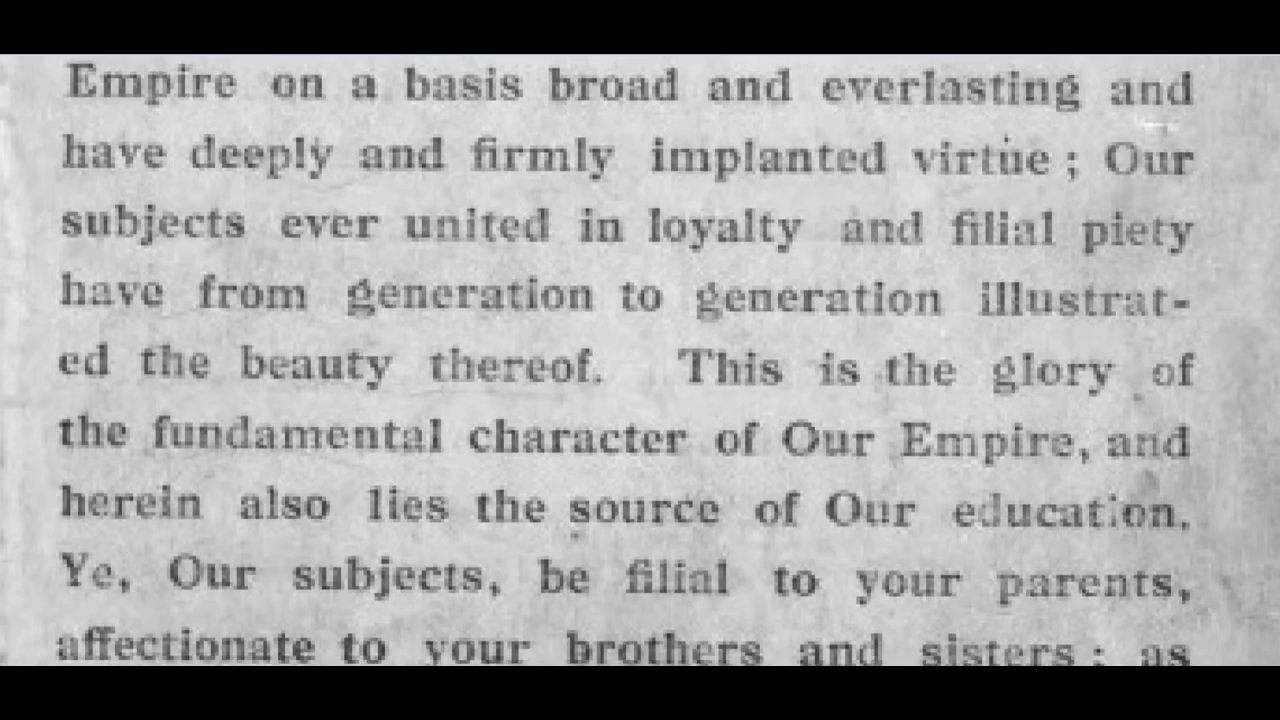 Empire on a basis broad and everlasting and
have deeply and firmly implanted virtue ; Our
subjects ever united in loyalty and filial piety
have from generation to generation illustrat-
ed the beauty thereof. This is the glory of
the fundamental character of Our Empire, and
herein also lies the source of Our education.
Ye, Our subjects, be filial to your parents,
affectionate to your brothers and sisters ; as